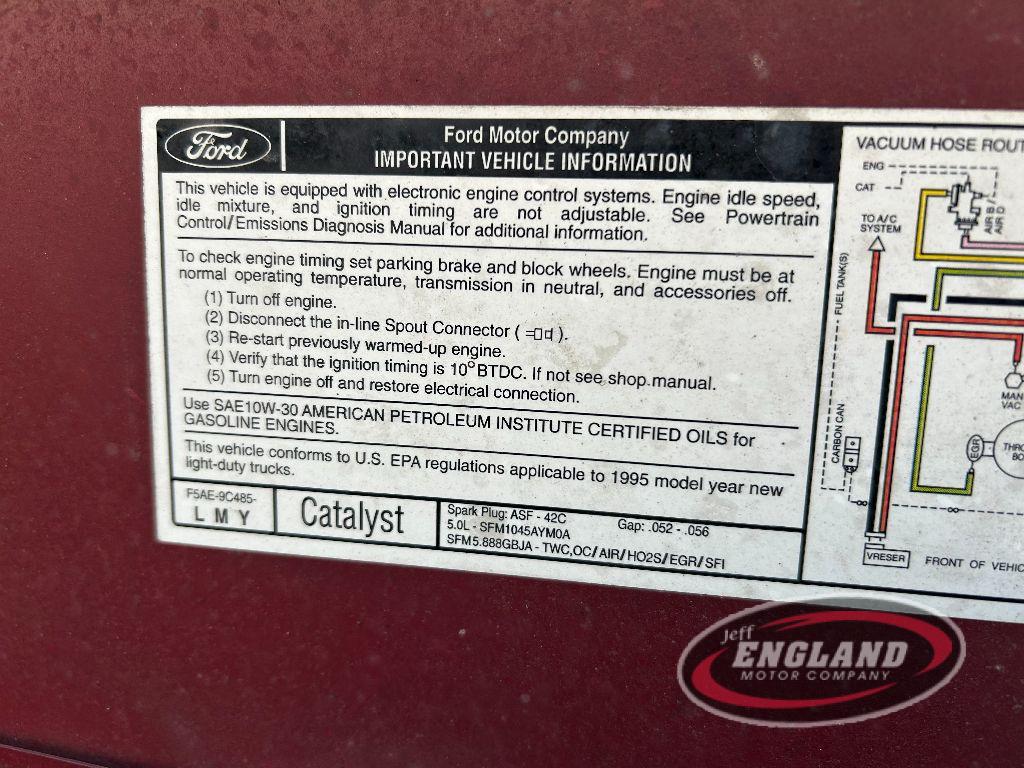 Ford
Ford Motor Company
IMPORTANT VEHICLE INFORMATION
This vehicle is equipped with electronic engine control systems. Engine idle speed,
idle mixture, and ignition timing are not adjustable. See Powertrain
Control/Emissions Diagnosis Manual for additional information.
To check engine timing set parking brake and block wheels. Engine must be at
normal operating temperature, transmission in neutral, and accessories off.
(1) Turn off engine.
(2) Disconnect the in-line Spout Connector ( ).
(3) Re-start previously warmed-up engine.
(4) Verify that the ignition timing is 10° BTDC. If not see shop manual.
(5) Turn engine off and restore electrical connection.
Use SAE10W-30 AMERICAN PETROLEUM INSTITUTE CERTIFIED OILS for
GASOLINE ENGINES.
This vehicle conforms to U.S. EPA regulations applicable to 1995 model year new
light-duty trucks.
F5AE-9C485-
L M Y
Catalyst
Spark Plug: ASF - 42C Gap: .052 - .056
5.0L - SFM1045AYM0A
SFM5.888GBJA - TWC,OC/AIR/HO2S/EGR/SFI
VACUUM HOSE ROUT
ENG
CAT
AIR B/
AIR D
TO A/C
SYSTEM
FUEL TANK(S)
MAN
VAC
CARBON CAN
EGR
THRO
BO
VRESER
FRONT OF VEHIC
Jeff
ENGLAND
MOTOR COMPANY